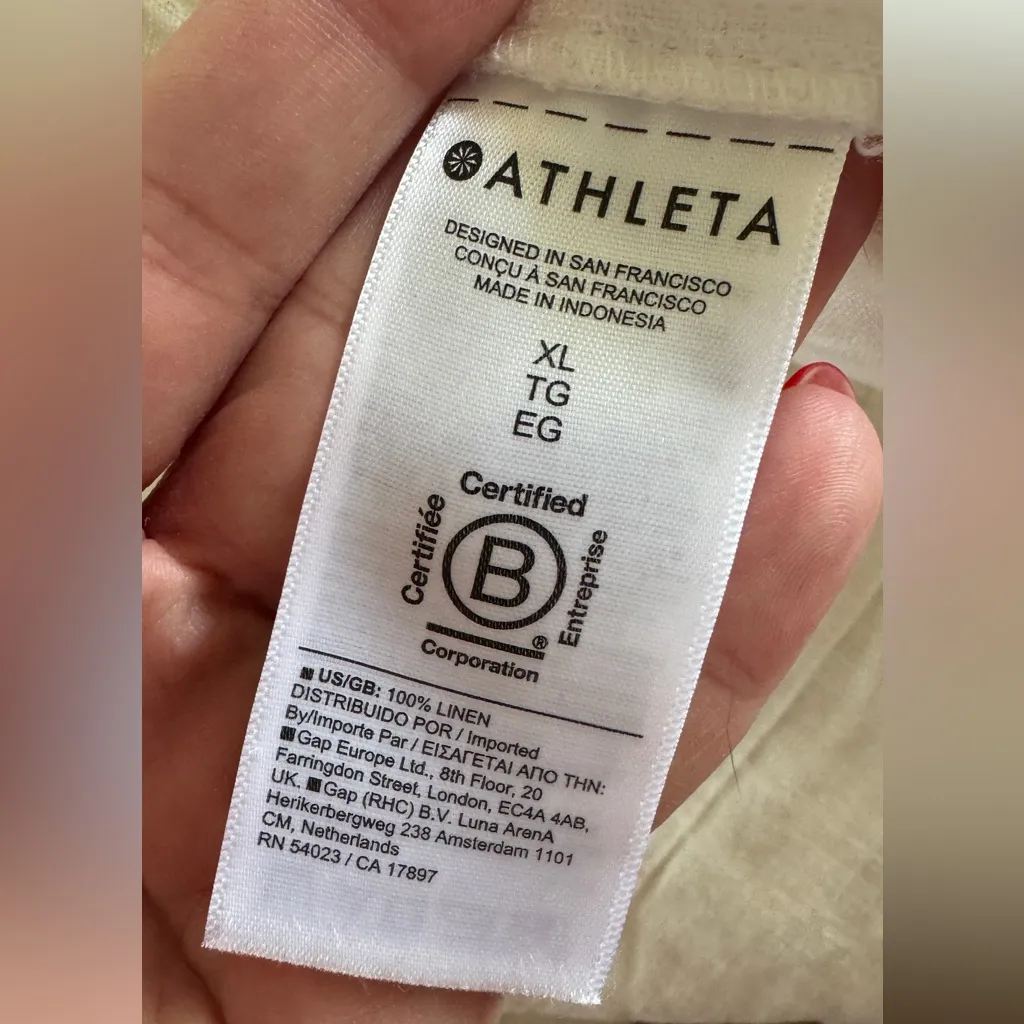 ATHLETA
DESIGNED IN SAN FRANCISCO
CONÇU À SAN FRANCISCO
MADE IN INDONESIA
XL
TG
EG
Certified
Certifiée
B
Entreprise
®
Corporation
US/GB: 100% LINEN
DISTRIBUIDO POR / Imported
By/Importe Par / ΕΙΣΑΓΕΤΑΙ ΑΠΟ ΤΗΝ:
Gap Europe Ltd., 8th Floor, 20
Farringdon Street, London, EC4A 4AB,
UK, Gap (RHC) B.V. Luna ArenA
Herikerbergweg 238 Amsterdam 1101
CM, Netherlands
RN 54023 / CA 17897